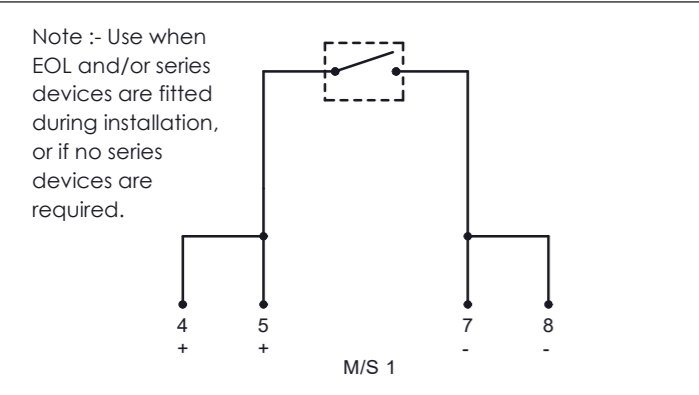 Note :- Use when
EOL and/or series
devices are fitted
during installation,
or if no series
devices are
required.
4 5 7 8
+ + - -
M/S 1